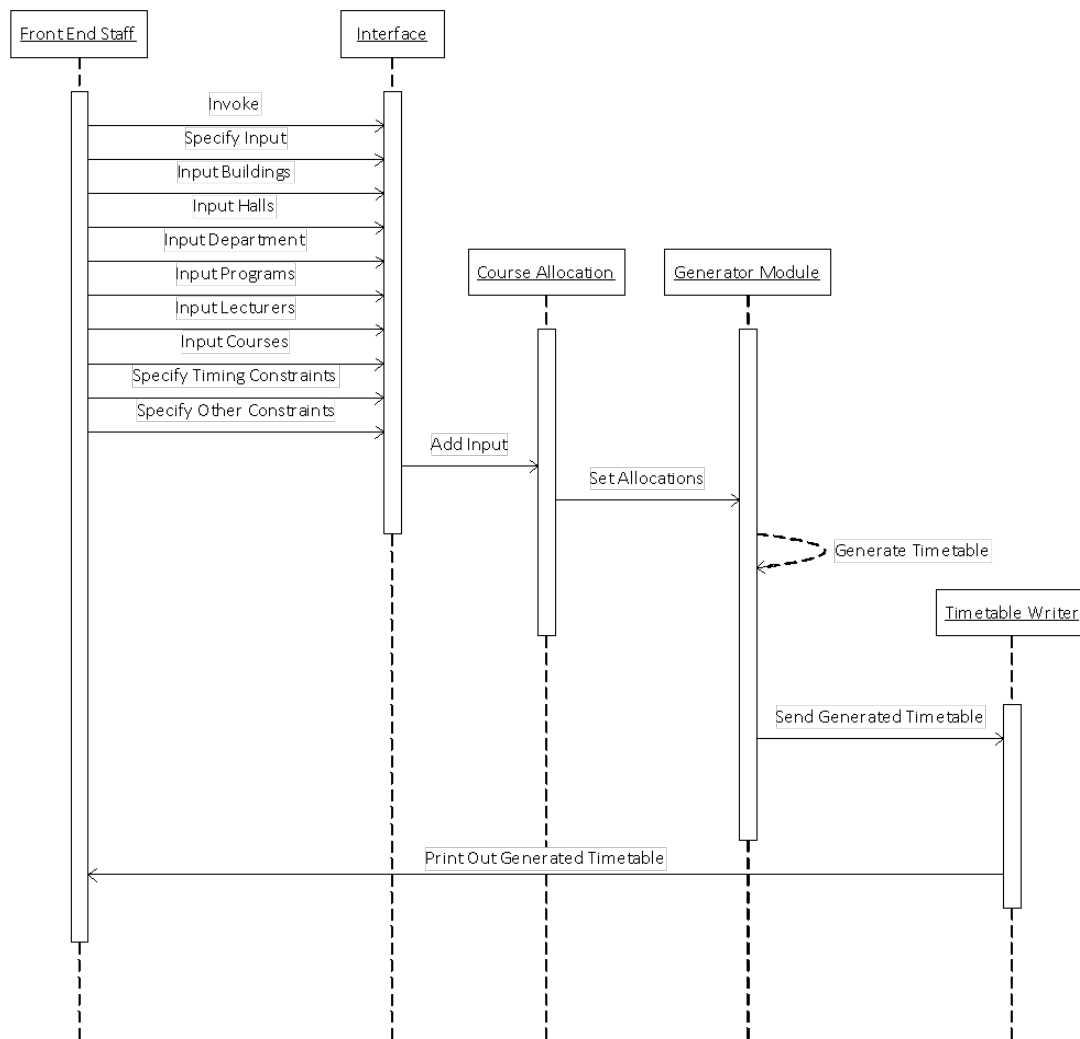 Front End Staff
Interface
Invoke
Specify Input
Input Buildings
Input Halls
Input Department
Input Programs
Input Lecturers
Input Courses
Specify Timing Constraints
Specify Other Constraints
Course Allocation
Generator Module
Add Input
Set Allocations
Generate Timetable
Timetable Writer
Send Generated Timetable
Print Out Generated Timetable